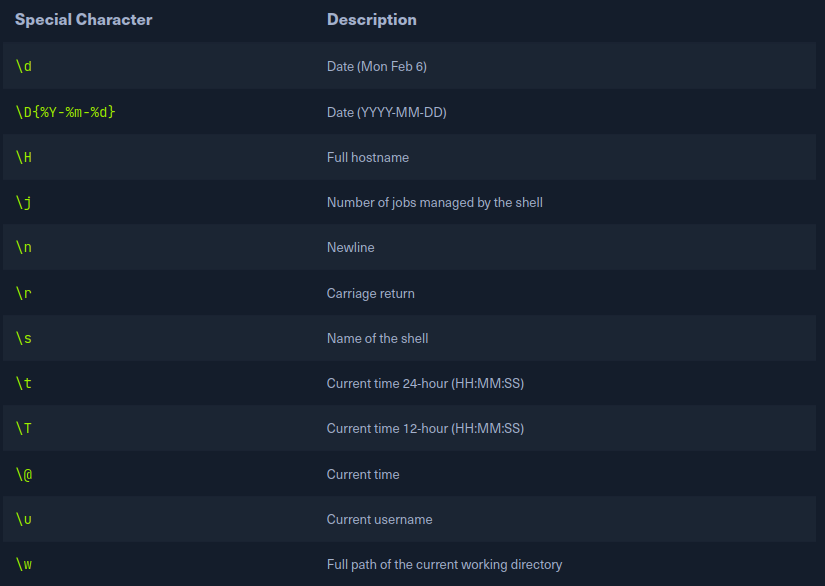 Special Character Description
\d Date (Mon Feb 6)
\D{%Y-%m-%d} Date (YYYY-MM-DD)
\H Full hostname
\j Number of jobs managed by the shell
\n Newline
\r Carriage return
\s Name of the shell
\t Current time 24-hour (HH:MM:SS)
\T Current time 12-hour (HH:MM:SS)
\@ Current time
\u Current username
\w Full path of the current working directory